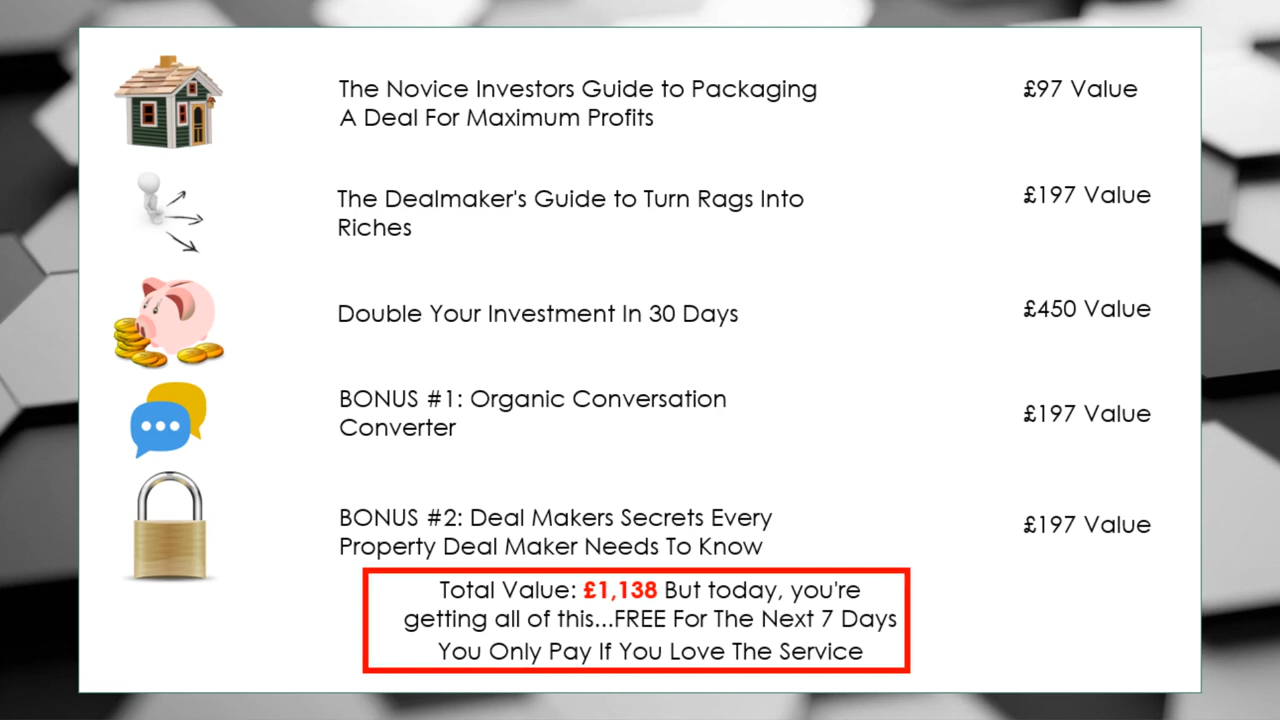 The Novice Investors Guide to Packaging
A Deal For Maximum Profits
£97 Value
The Dealmaker's Guide to Turn Rags Into
Riches
£197 Value
Double Your Investment In 30 Days
£450 Value
BONUS #1: Organic Conversation
Converter
£197 Value
BONUS #2: Deal Makers Secrets Every
Property Deal Maker Needs To Know
£197 Value
Total Value: £1,138 But today, you're
getting all of this...FREE For The Next 7 Days
You Only Pay If You Love The Service